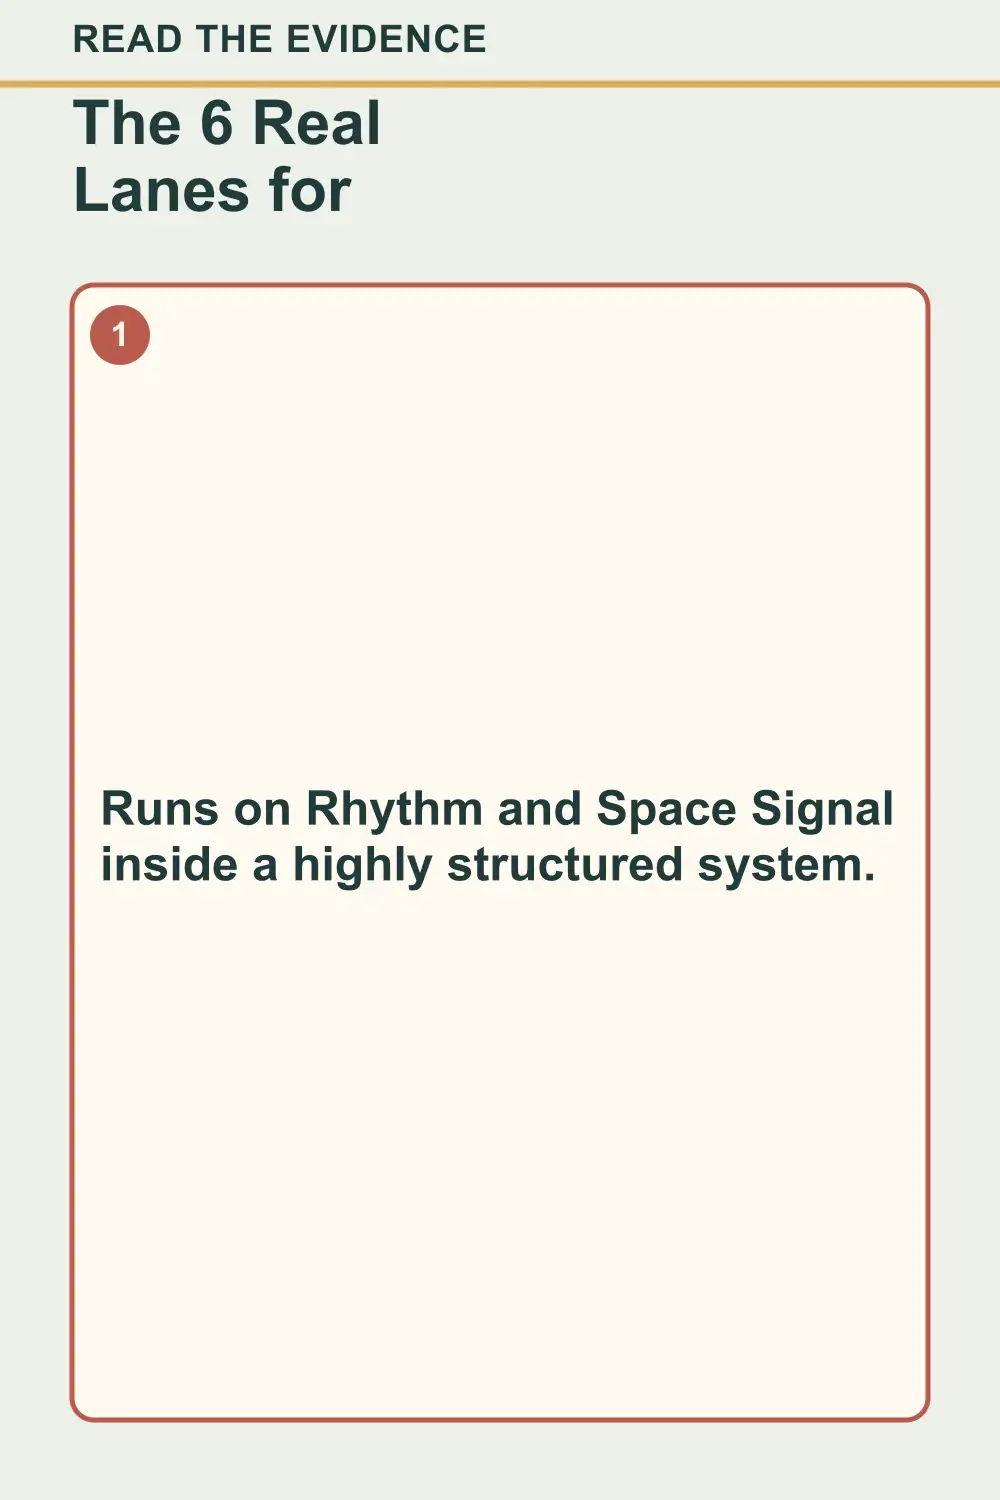 READ THE EVIDENCE
The 6 Real
Lanes for
1
Runs on Rhythm and Space Signal
inside a highly structured system.